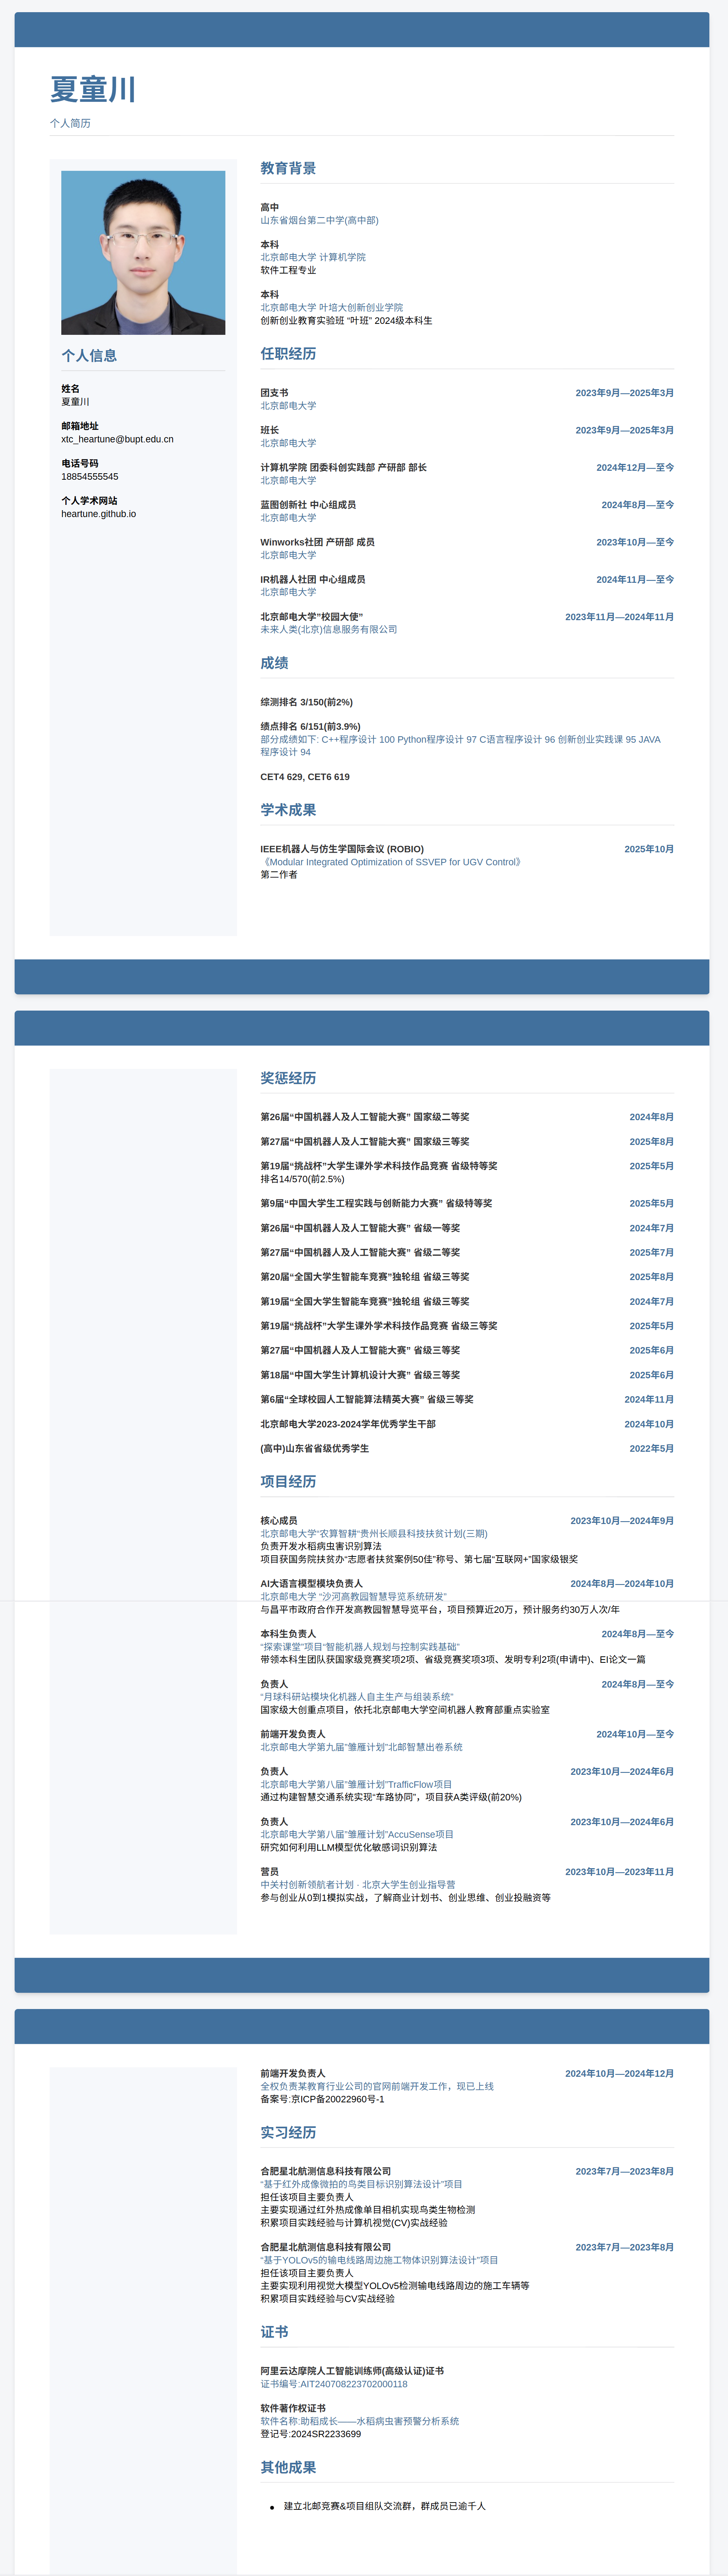 夏童川
个人简历
个人信息
姓名
夏童川
邮箱地址
xtc_heartune@bupt.edu.cn
电话号码
18854555545
个人学术网站
heartune.github.io
教育背景
高中
山东省烟台第二中学(高中部)
本科
北京邮电大学 计算机学院
软件工程专业
本科
北京邮电大学 叶培大创新创业学院
创新创业教育实验班 “叶班” 2024级本科生
任职经历
团支书 2023年9月—2025年3月
北京邮电大学
班长 2023年9月—2025年3月
北京邮电大学
计算机学院 团委科创实践部 产研部 部长 2024年12月—至今
北京邮电大学
蓝图创新社 中心组成员 2024年8月—至今
北京邮电大学
Winworks社团 产研部 成员 2023年10月—至今
北京邮电大学
IR机器人社团 中心组成员 2024年11月—至今
北京邮电大学
北京邮电大学”校园大使” 2023年11月—2024年11月
未来人类(北京)信息服务有限公司
成绩
综测排名 3/150(前2%)
绩点排名 6/151(前3.9%)
部分成绩如下: C++程序设计 100 Python程序设计 97 C语言程序设计 96 创新创业实践课 95 JAVA
程序设计 94
CET4 629, CET6 619
学术成果
IEEE机器人与仿生学国际会议 (ROBIO) 2025年10月
《Modular Integrated Optimization of SSVEP for UGV Control》
第二作者
奖惩经历
第26届“中国机器人及人工智能大赛” 国家级二等奖 2024年8月
第27届“中国机器人及人工智能大赛” 国家级三等奖 2025年8月
第19届“挑战杯”大学生课外学术科技作品竞赛 省级特等奖 2025年5月
排名14/570(前2.5%)
第9届“中国大学生工程实践与创新能力大赛” 省级特等奖 2025年5月
第26届“中国机器人及人工智能大赛” 省级一等奖 2024年7月
第27届“中国机器人及人工智能大赛” 省级二等奖 2025年7月
第20届“全国大学生智能车竞赛”独轮组 省级三等奖 2025年8月
第19届“全国大学生智能车竞赛”独轮组 省级三等奖 2024年7月
第19届“挑战杯”大学生课外学术科技作品竞赛 省级三等奖 2025年5月
第27届“中国机器人及人工智能大赛” 省级三等奖 2025年6月
第18届“中国大学生计算机设计大赛” 省级三等奖 2025年6月
第6届“全球校园人工智能算法精英大赛” 省级三等奖 2024年11月
北京邮电大学2023-2024学年优秀学生干部 2024年10月
(高中)山东省省级优秀学生 2022年5月
项目经历
核心成员 2023年10月—2024年9月
北京邮电大学“农算智耕”贵州长顺县科技扶贫计划(三期)
负责开发水稻病虫害识别算法
项目获国务院扶贫办“志愿者扶贫案例50佳”称号、第七届“互联网+”国家级银奖
AI大语言模型模块负责人 2024年8月—2024年10月
北京邮电大学 “沙河高教园智慧导览系统研发”
与昌平市政府合作开发高教园智慧导览平台，项目预算近20万，预计服务约30万人次/年
本科生负责人 2024年8月—至今
“探索课堂”项目“智能机器人规划与控制实践基础”
带领本科生团队获国家级竞赛奖项2项、省级竞赛奖项3项、发明专利2项(申请中)、EI论文一篇
负责人 2024年8月—至今
“月球科研站模块化机器人自主生产与组装系统”
国家级大创重点项目，依托北京邮电大学空间机器人教育部重点实验室
前端开发负责人 2024年10月—至今
北京邮电大学第九届”雏雁计划”北邮智慧出卷系统
负责人 2023年10月—2024年6月
北京邮电大学第八届”雏雁计划”TrafficFlow项目
通过构建智慧交通系统实现“车路协同”，项目获A类评级(前20%)
负责人 2023年10月—2024年6月
北京邮电大学第八届”雏雁计划”AccuSense项目
研究如何利用LLM模型优化敏感词识别算法
营员 2023年10月—2023年11月
中关村创新领航者计划 · 北京大学生创业指导营
参与创业从0到1模拟实战，了解商业计划书、创业思维、创业投融资等
前端开发负责人 2024年10月—2024年12月
全权负责某教育行业公司的官网前端开发工作，现已上线
备案号:京ICP备20022960号-1
实习经历
合肥星北航测信息科技有限公司 2023年7月—2023年8月
“基于红外成像微拍的鸟类目标识别算法设计”项目
担任该项目主要负责人
主要实现通过红外热成像单目相机实现鸟类生物检测
积累项目实践经验与计算机视觉(CV)实战经验
合肥星北航测信息科技有限公司 2023年7月—2023年8月
“基于YOLOv5的输电线路周边施工物体识别算法设计”项目
担任该项目主要负责人
主要实现利用视觉大模型YOLOv5检测输电线路周边的施工车辆等
积累项目实践经验与CV实战经验
证书
阿里云达摩院人工智能训练师(高级认证)证书
证书编号:AIT240708223702000118
软件著作权证书
软件名称:助稻成长——水稻病虫害预警分析系统
登记号:2024SR2233699
其他成果
• 建立北邮竞赛&项目组队交流群，群成员已逾千人